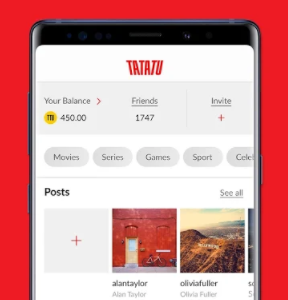 TATATU
Your Balance > Friends Invite
TTU 450.00 1747 +
Movies Series Games Sport Celeb
Posts See all
+
alantaylor oliviafuller
Alan Taylor Olivia Fuller